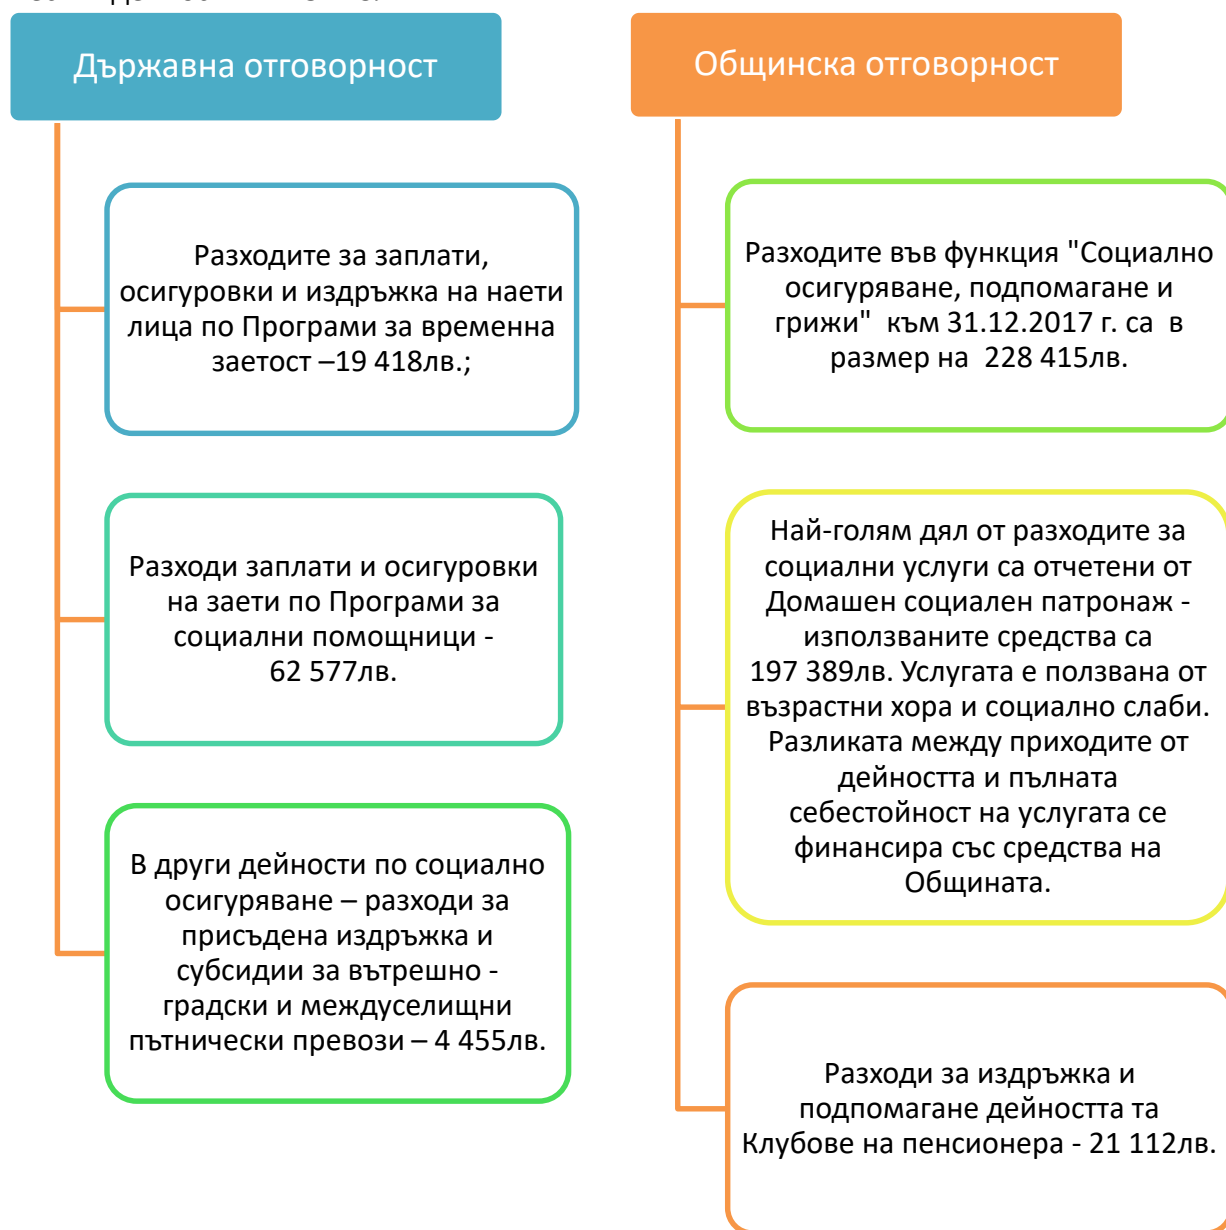 Държавна отговорност
Разходите за заплати,
осигуровки и издръжка на наети
лица по Програми за временна
заетост –19 418лв.;
Разходи заплати и осигуровки
на заети по Програми за
социални помощници -
62 577лв.
В други дейности по социално
осигуряване – разходи за
присъдена издръжка и
субсидии за вътрешно -
градски и междуселищни
пътнически превози – 4 455лв.
Общинска отговорност
Разходите във функция "Социално
осигуряване, подпомагане и
грижи"  към 31.12.2017 г. са  в
размер на  228 415лв.
Най-голям дял от разходите за
социални услуги са отчетени от
Домашен социален патронаж -
използваните средства са
197 389лв. Услугата е ползвана от
възрастни хора и социално слаби.
Разликата между приходите от
дейността и пълната
себестойност на услугата се
финансира със средства на
Общината.
Разходи за издръжка и
подпомагане дейността та
Клубове на пенсионера - 21 112лв.